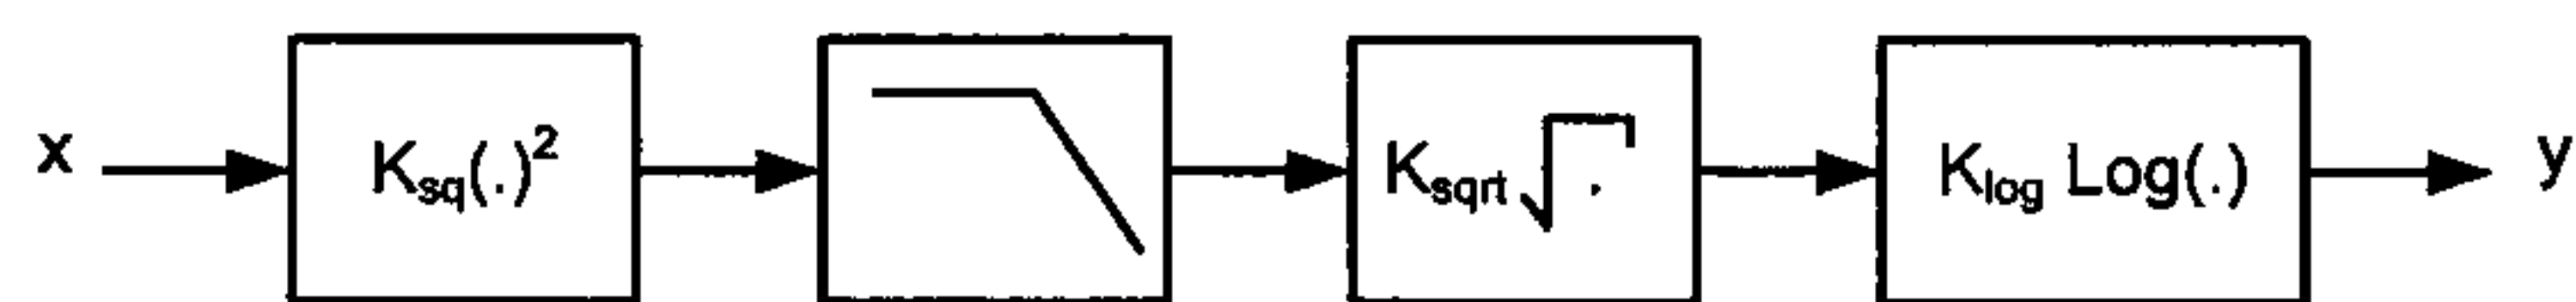 x K_sq(.)² K_sqrt √. K_log Log(.) y